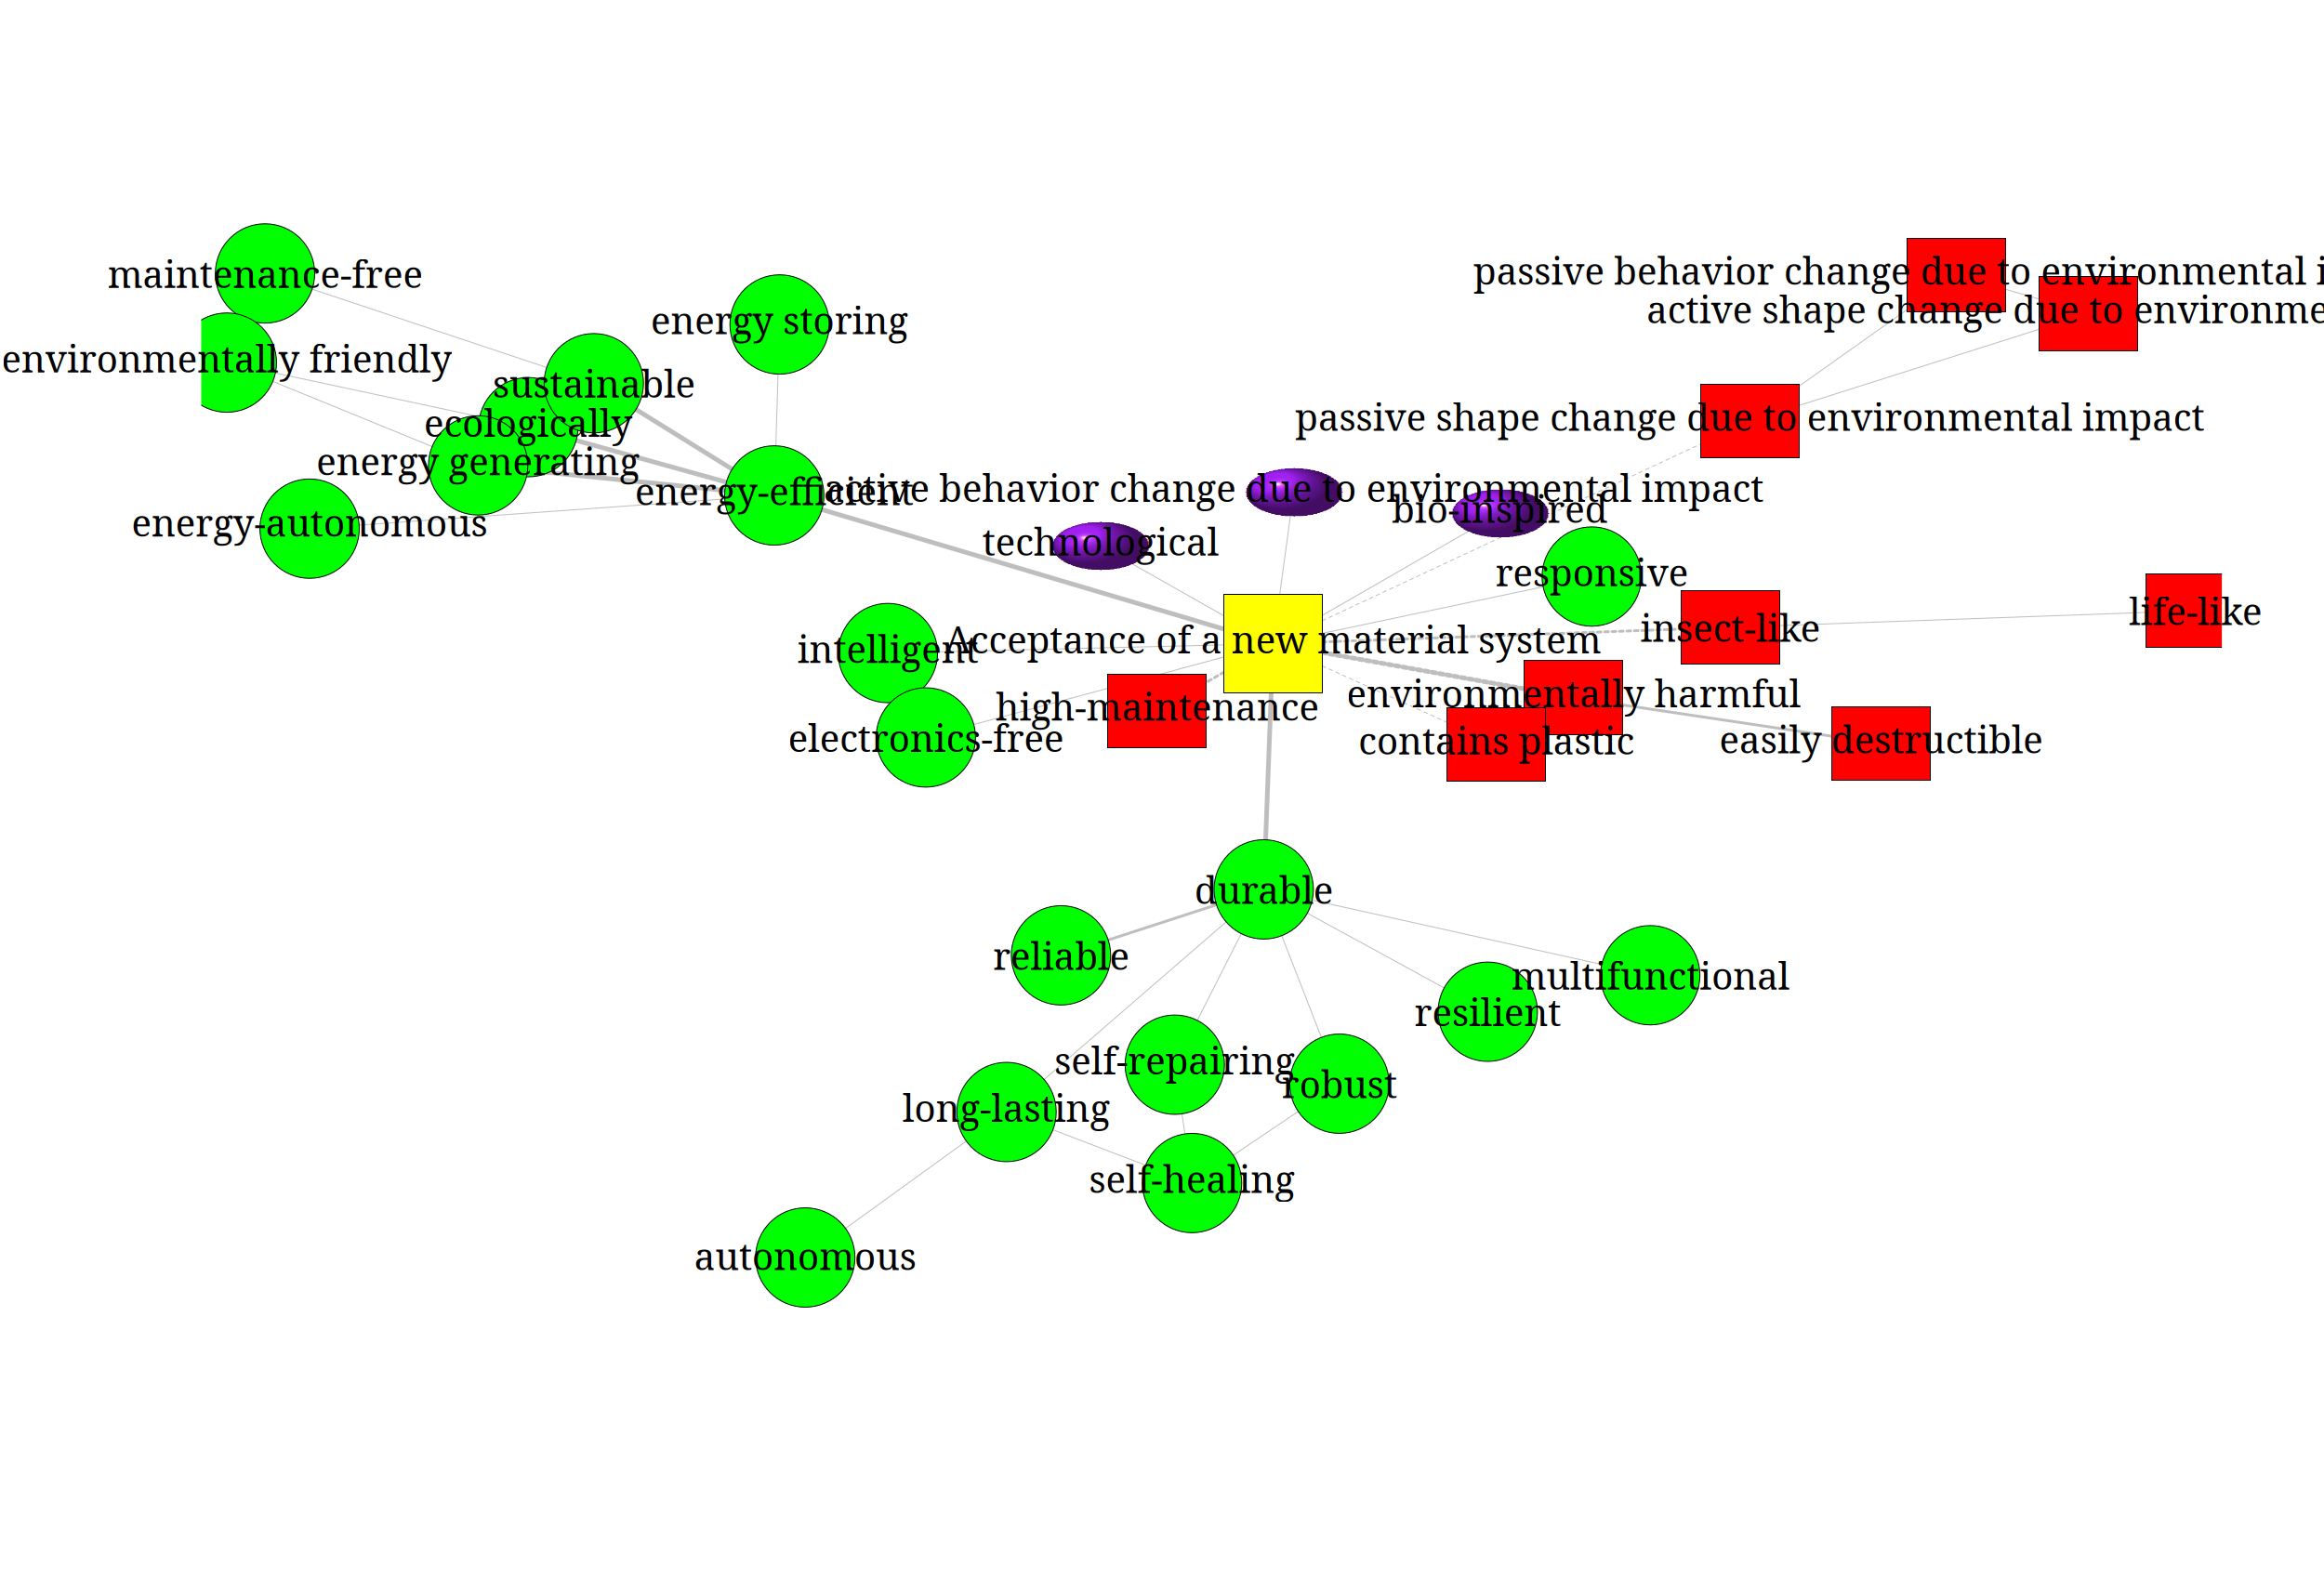 maintenance-free
passive behavior change due to environmental i
active shape change due to environme
energy storing
environmentally friendly
sustainable
ecologically
passive shape change due to environmental impact
energy generating
energy-efficient
active behavior change due to environmental impact
bio-inspired
energy-autonomous
technological
responsive
life-like
insect-like
intelligent
Acceptance of a new material system
environmentally harmful
high-maintenance
electronics-free
contains plastic
easily destructible
durable
reliable
multifunctional
resilient
self-repairing
robust
long-lasting
self-healing
autonomous